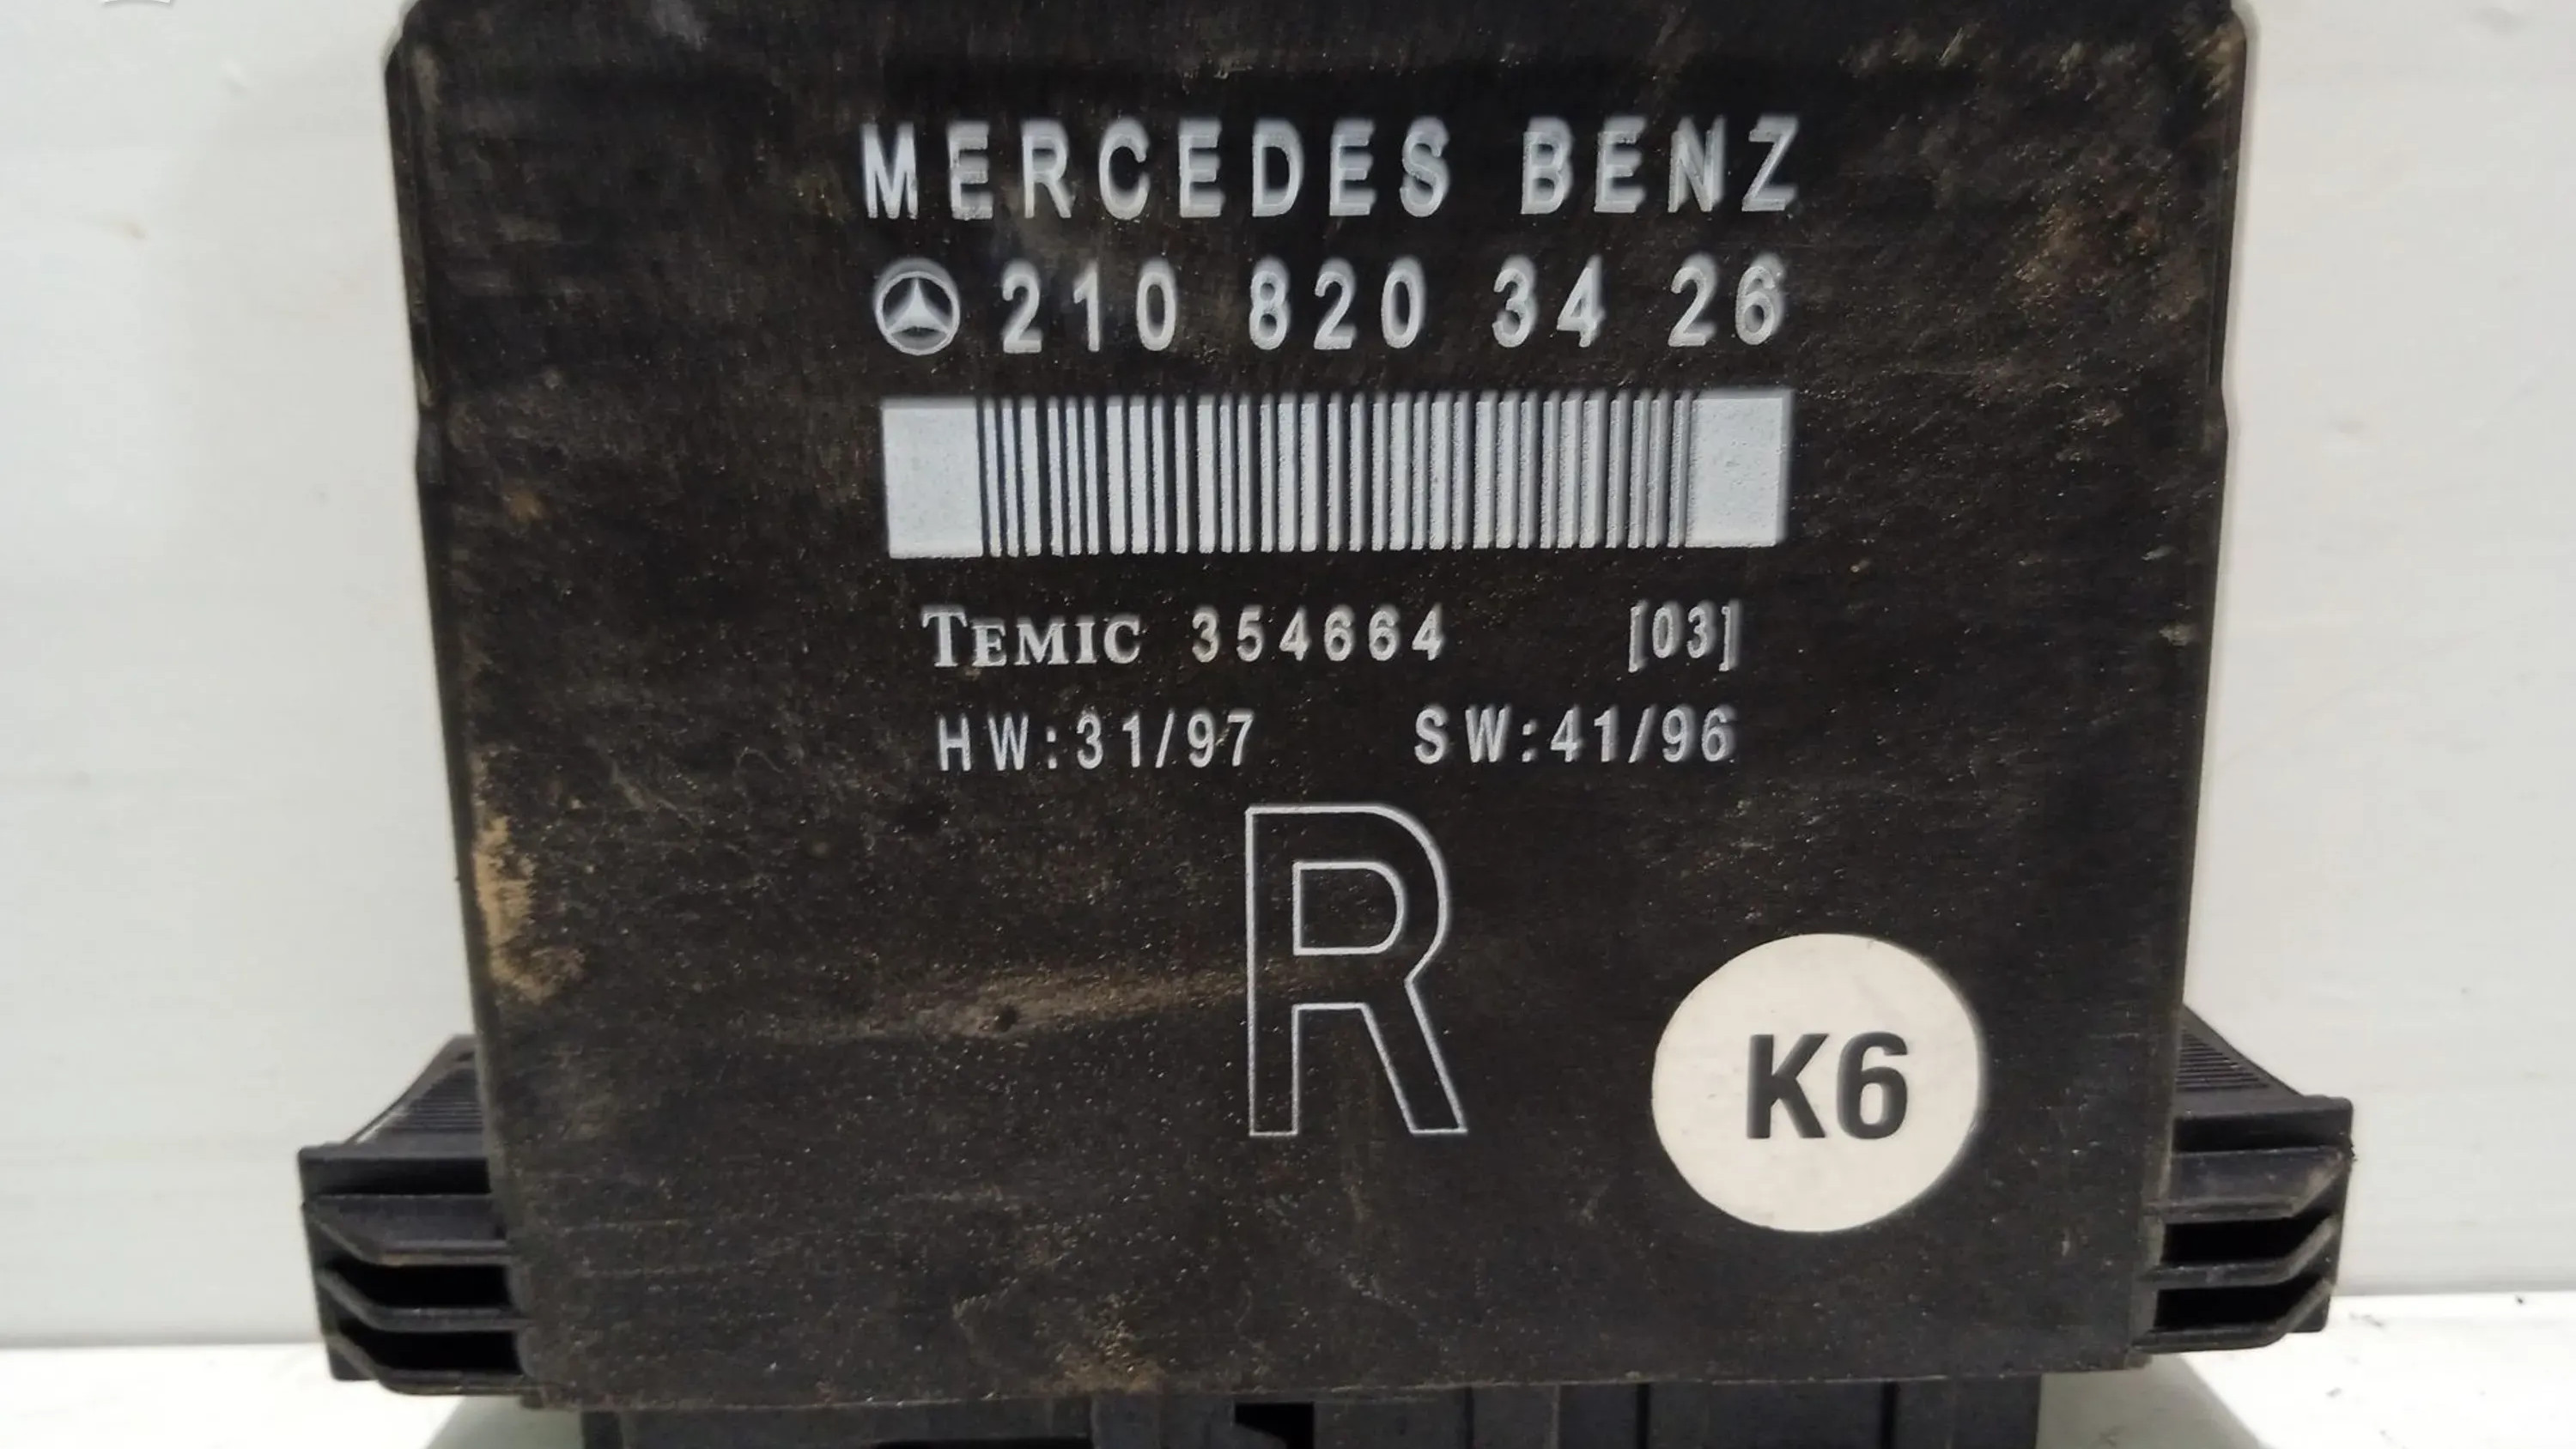 MERCEDES BENZ
210 820 34 26
TEMIC 354664 [03]
HW:31/97 SW:41/96
R
K6